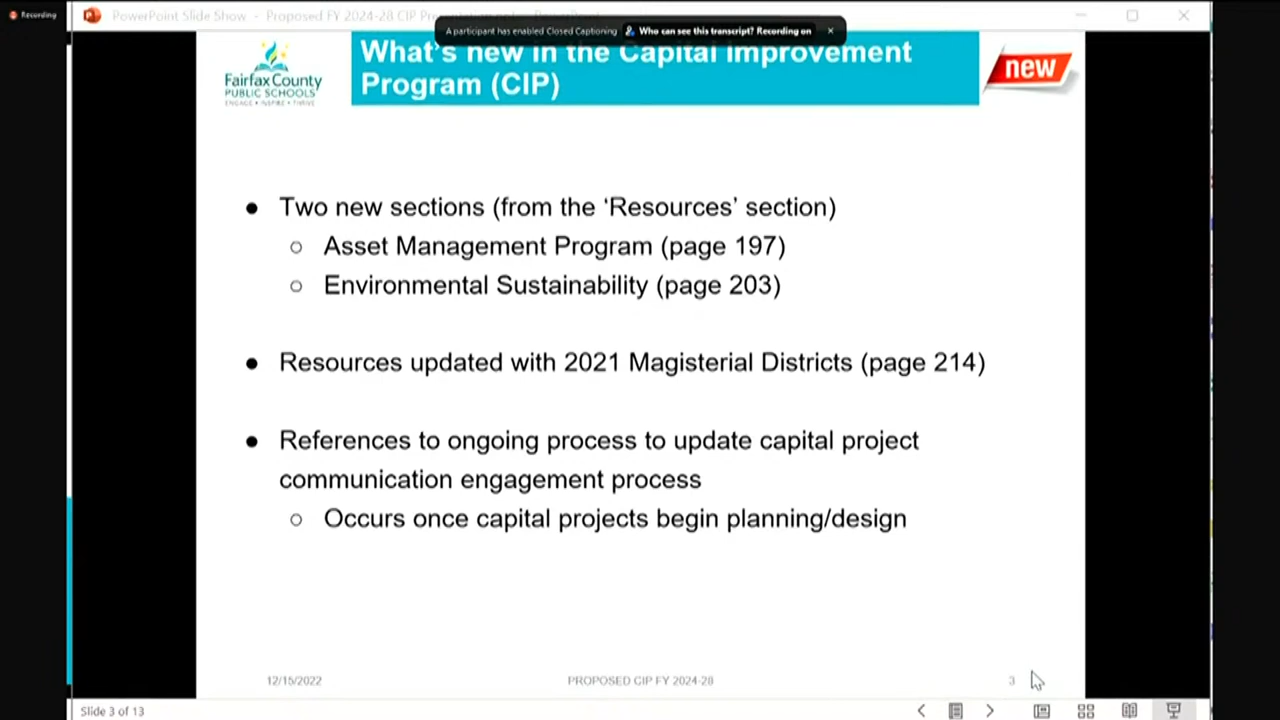 Recording
PowerPoint Slide Show - Proposed FY 2024-28 CIP
A participant has enabled Closed Captioning Who can see this transcript? Recording on
Fairfax County
PUBLIC SCHOOLS
ENGAGE • INSPIRE • THRIVE
What's new in the Capital Improvement
Program (CIP)
new
● Two new sections (from the ‘Resources’ section)
○ Asset Management Program (page 197)
○ Environmental Sustainability (page 203)
● Resources updated with 2021 Magisterial Districts (page 214)
● References to ongoing process to update capital project
communication engagement process
○ Occurs once capital projects begin planning/design
12/15/2022
PROPOSED CIP FY 2024-28
3
Slide 3 of 13